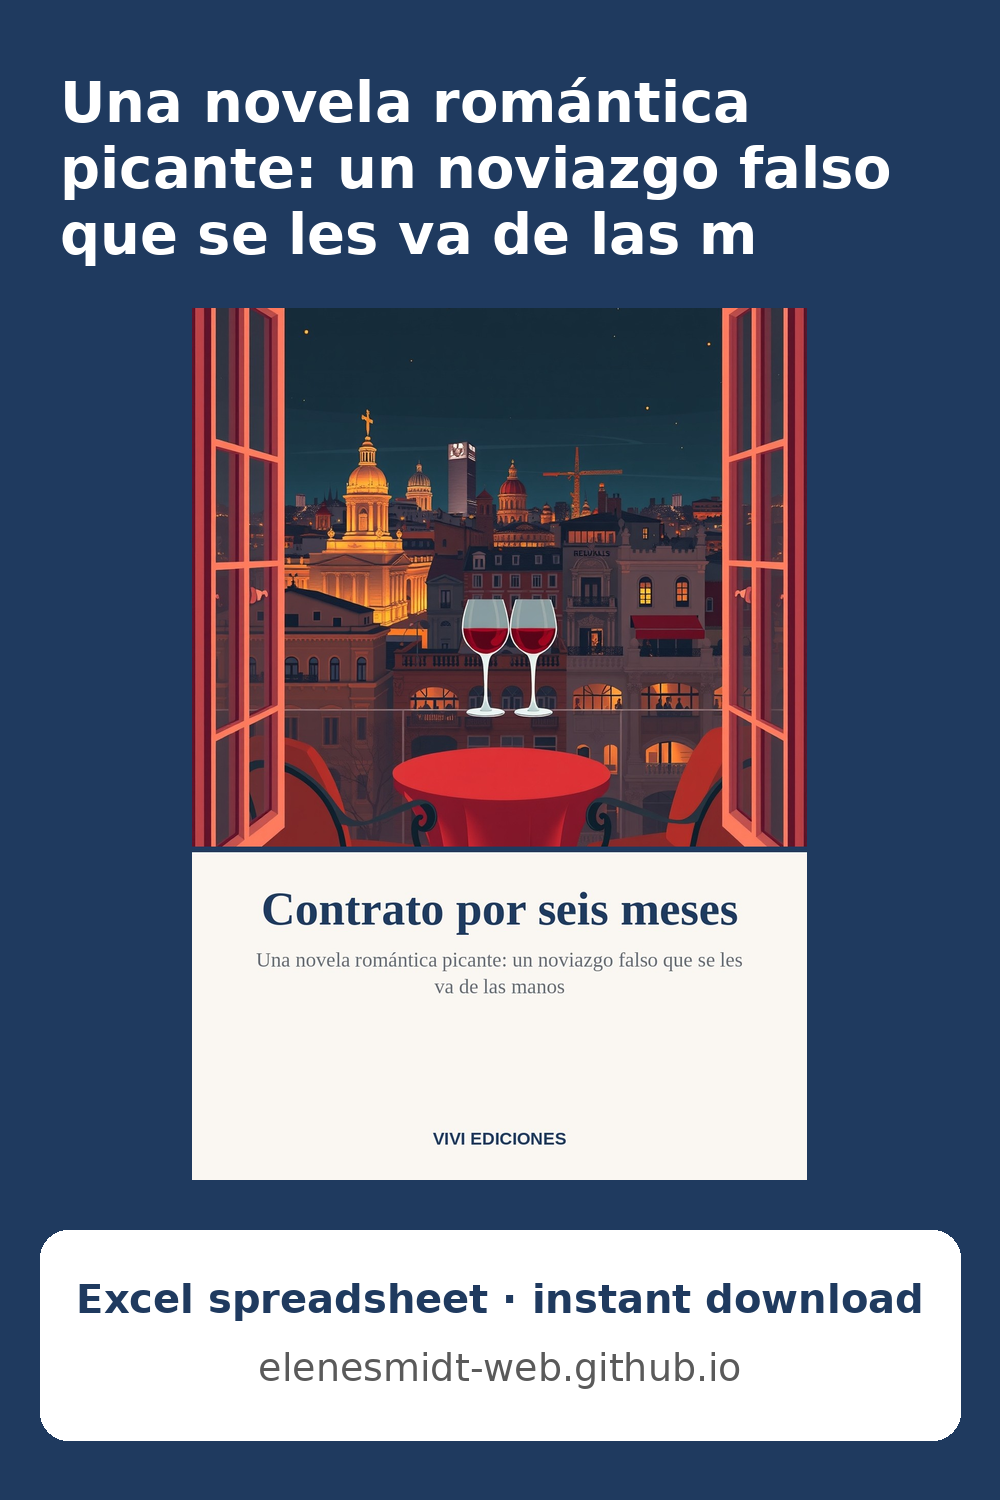 Una novela romántica
picante: un noviazgo falso
que se les va de las m
Contrato por seis meses
Una novela romántica picante: un noviazgo falso que se les
va de las manos
VIVI EDICIONES
Excel spreadsheet · instant download
elenesmidt-web.github.io